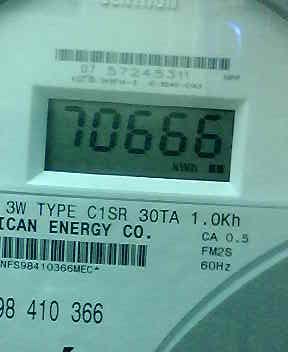 07 57245311
70666
KWh
3W TYPE C1SR 30TA 1.0Kh
ICAN ENERGY CO.
CA 0.5
FM2S
NFS98410366MEC*
60Hz
98 410 366